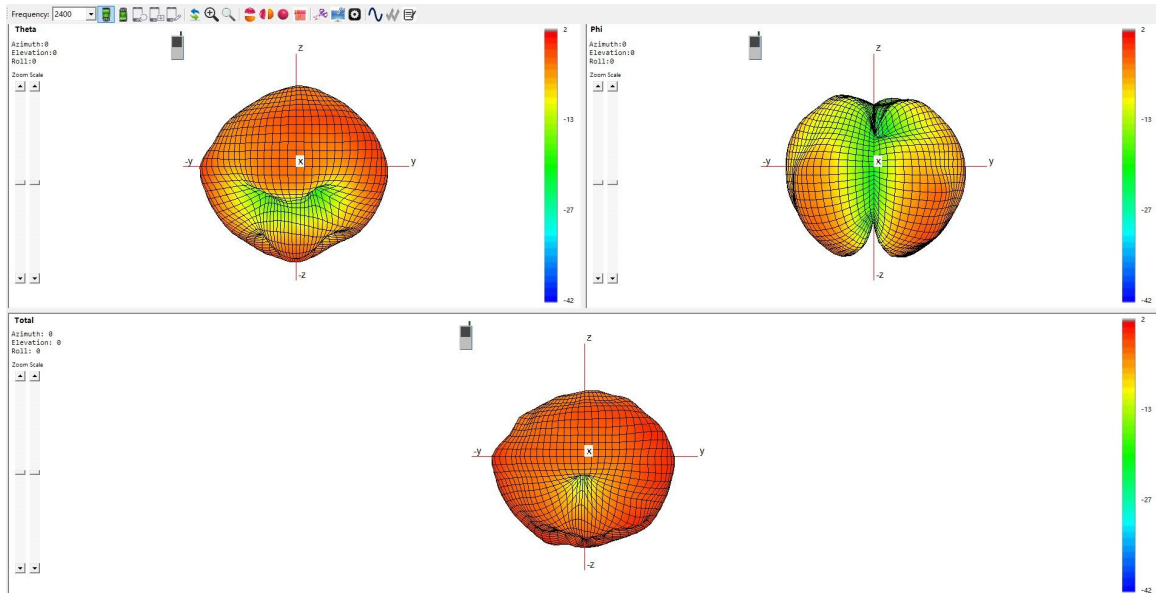 Frequency: 2400
Theta
Azimuth:0
Elevation:0
Roll:0
Zoom Scale
z
-y
x
y
-z
2
-13
-27
-42
Phi
Azimuth:0
Elevation:0
Roll:0
Zoom Scale
z
-y
x
y
-z
2
-13
-27
-42
Total
Azimuth: 0
Elevation: 0
Roll: 0
Zoom Scale
z
-y
x
y
-z
2
-13
-27
-42